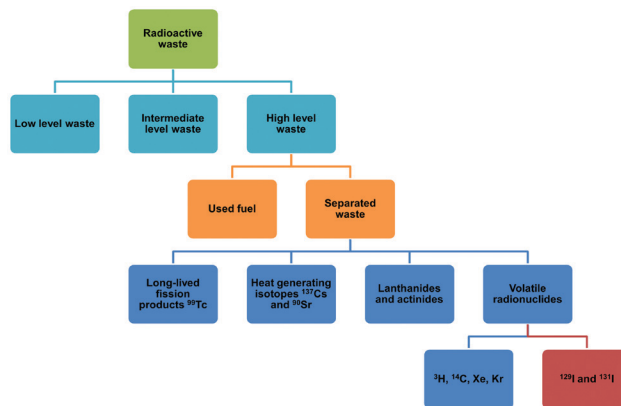 Radioactive
waste
Low level waste
Intermediate
level waste
High level
waste
Used fuel
Separated
waste
Long-lived
fission
products ⁹⁹Tc
Heat generating
isotopes ¹³⁷Cs
and ⁹⁰Sr
Lanthanides
and actinides
Volatile
radionuclides
³H, ¹⁴C, Xe, Kr
¹²⁹I and ¹³¹I